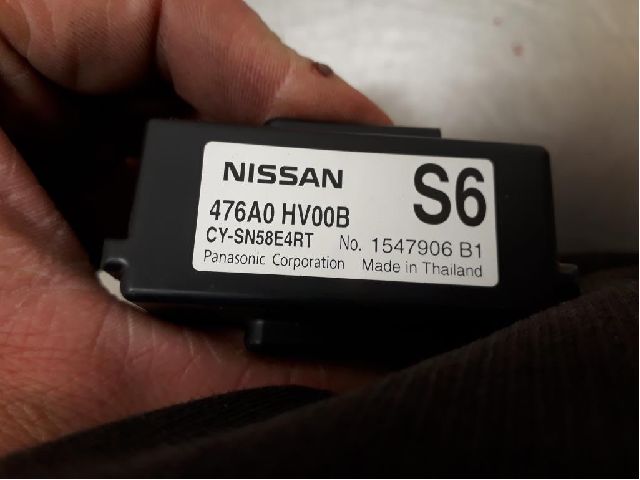 NISSAN
S6
476A0 HV00B
CY-SN58E4RT No. 1547906 B1
Panasonic Corporation Made in Thailand